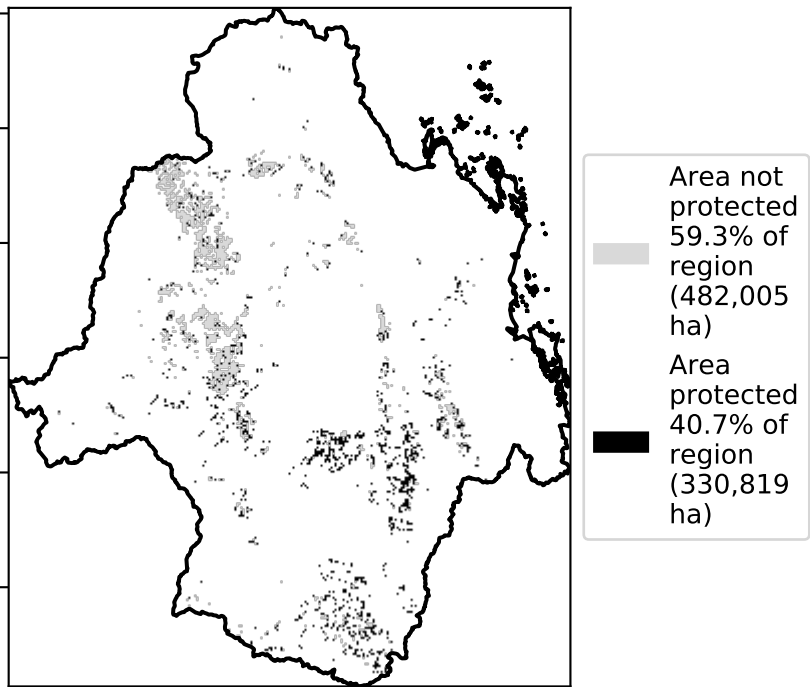 Area not
protected
59.3% of
region
(482,005
ha)
Area
protected
40.7% of
region
(330,819
ha)